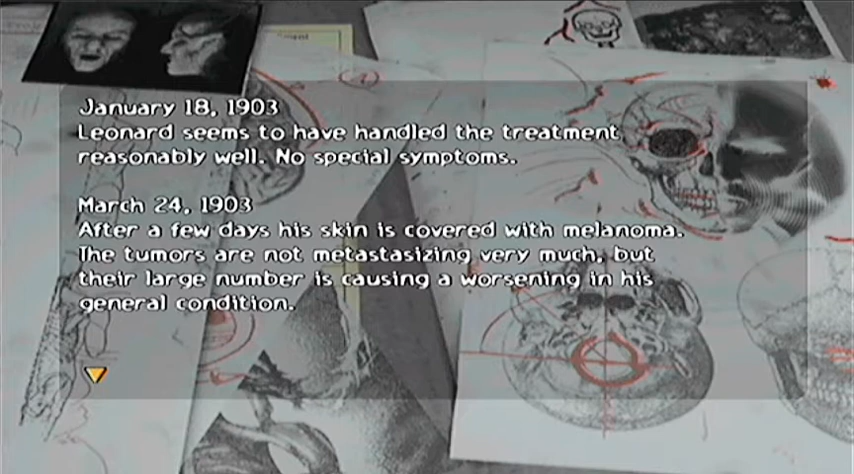 January 18, 1903
Leonard seems to have handled the treatment
reasonably well. No special symptoms.
March 24, 1903
After a few days his skin is covered with melanoma.
The tumors are not metastasizing very much, but
their large number is causing a worsening in his
general condition.